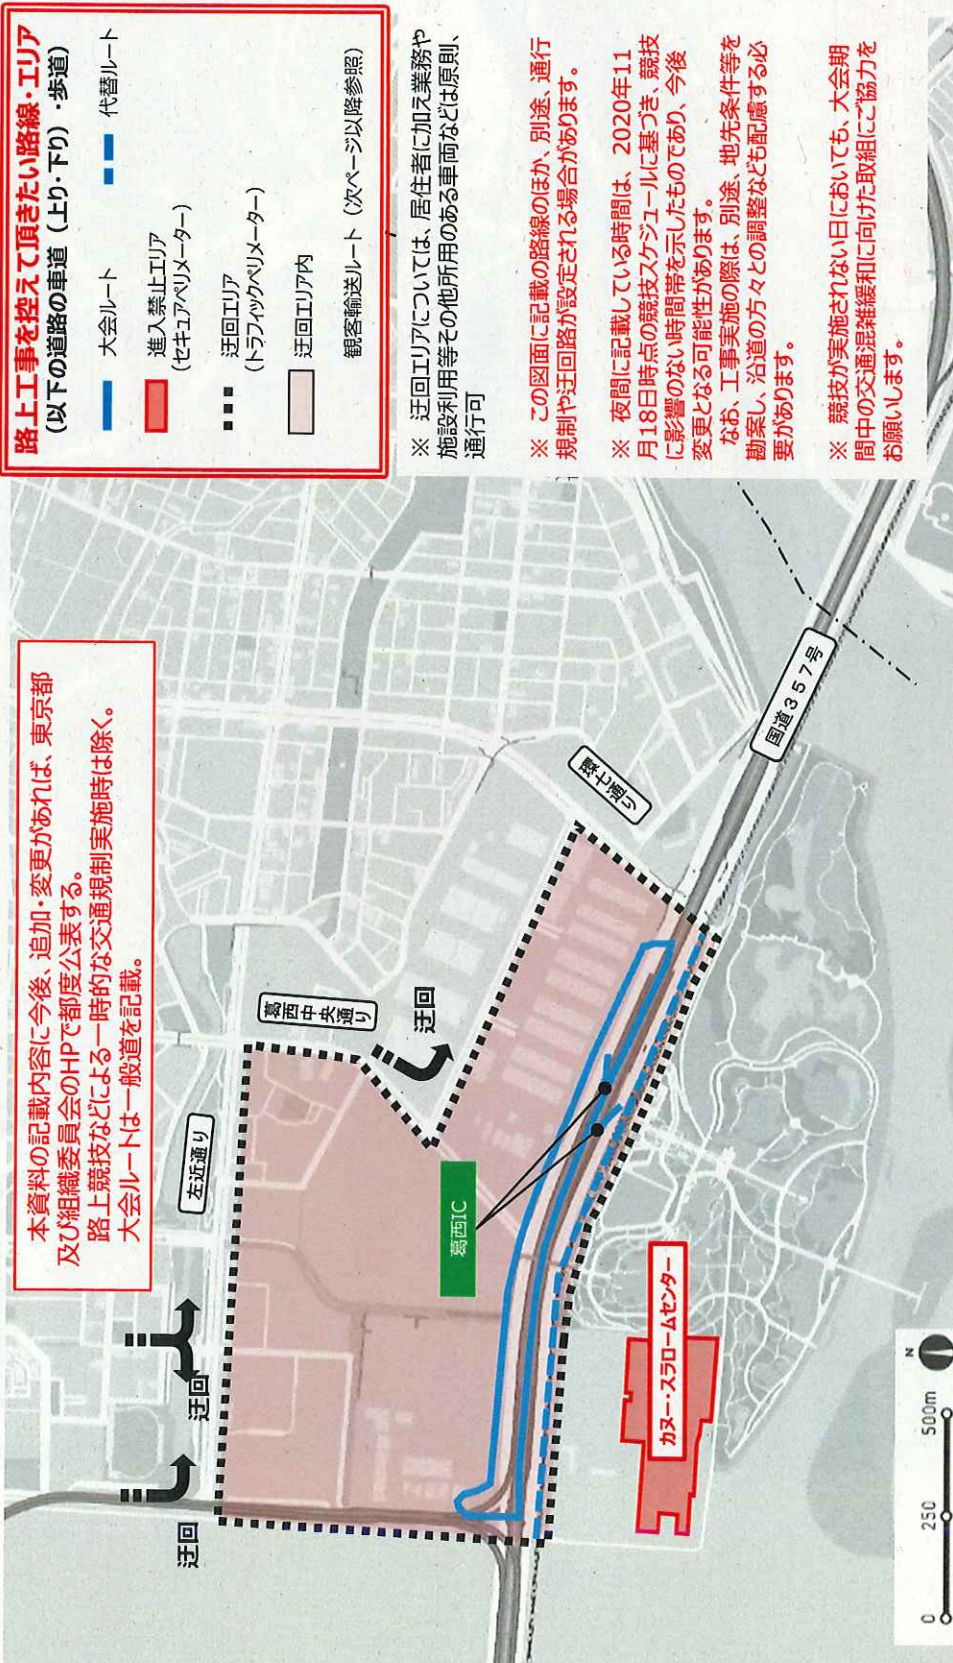 本資料の記載内容に今後、追加・変更があれば、東京都
及び組織委員会のHPで都度公表する。
路上競技などによる一時的な交通規制実施時は除く。
大会ルートは一般道を記載。
路上工事を控えて頂きたい路線・エリア
(以下の道路の車道（上り・下り）・歩道)
大会ルート
代替ルート
進入禁止エリア
(セキュアペリメーター)
迂回エリア
(トラフィックペリメーター)
迂回エリア内
観客輸送ルート（次ページ以降参照)
※ 迂回エリアについては、居住者に加え業務や
施設利用等その他所用のある車両などは原則、
通行可
※ この図面に記載の路線のほか、別途、通行
規制や迂回路が設定される場合があります。
※ 夜間に記載している時間は、2020年11
月18日時点の競技スケジュールに基づき、競技
に影響のない時間帯を示したものであり、今後
変更となる可能性があります。
なお、工事実施の際は、別途、地先条件等を
勘案し、沿道の方々との調整なども配慮する必
要があります。
※ 競技が実施されない日においても、大会期
間中の交通混雑緩和に向けた取組にご協力を
お願いします。
迂回
迂回
左近通り
葛西中央
通り
迂回
環七通り
葛西IC
国道357号
カヌー・スラロームセンター
0 250 500m
N